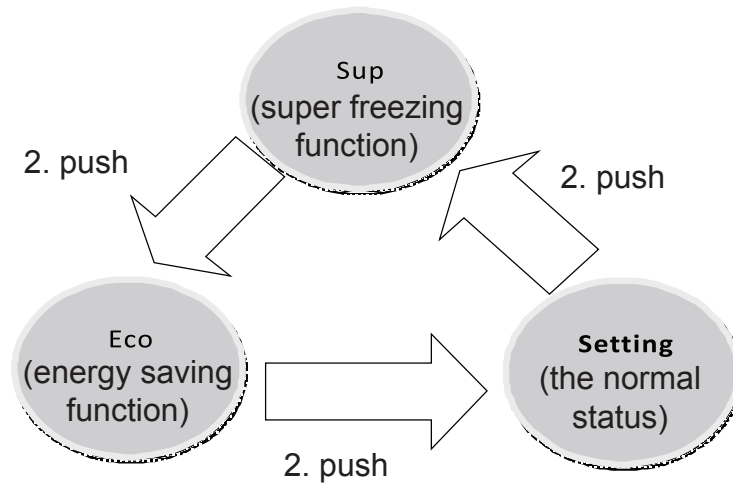 Sup
(super freezing
function)
2. push
2. push
Eco
(energy saving
function)
Setting
(the normal
status)
2. push